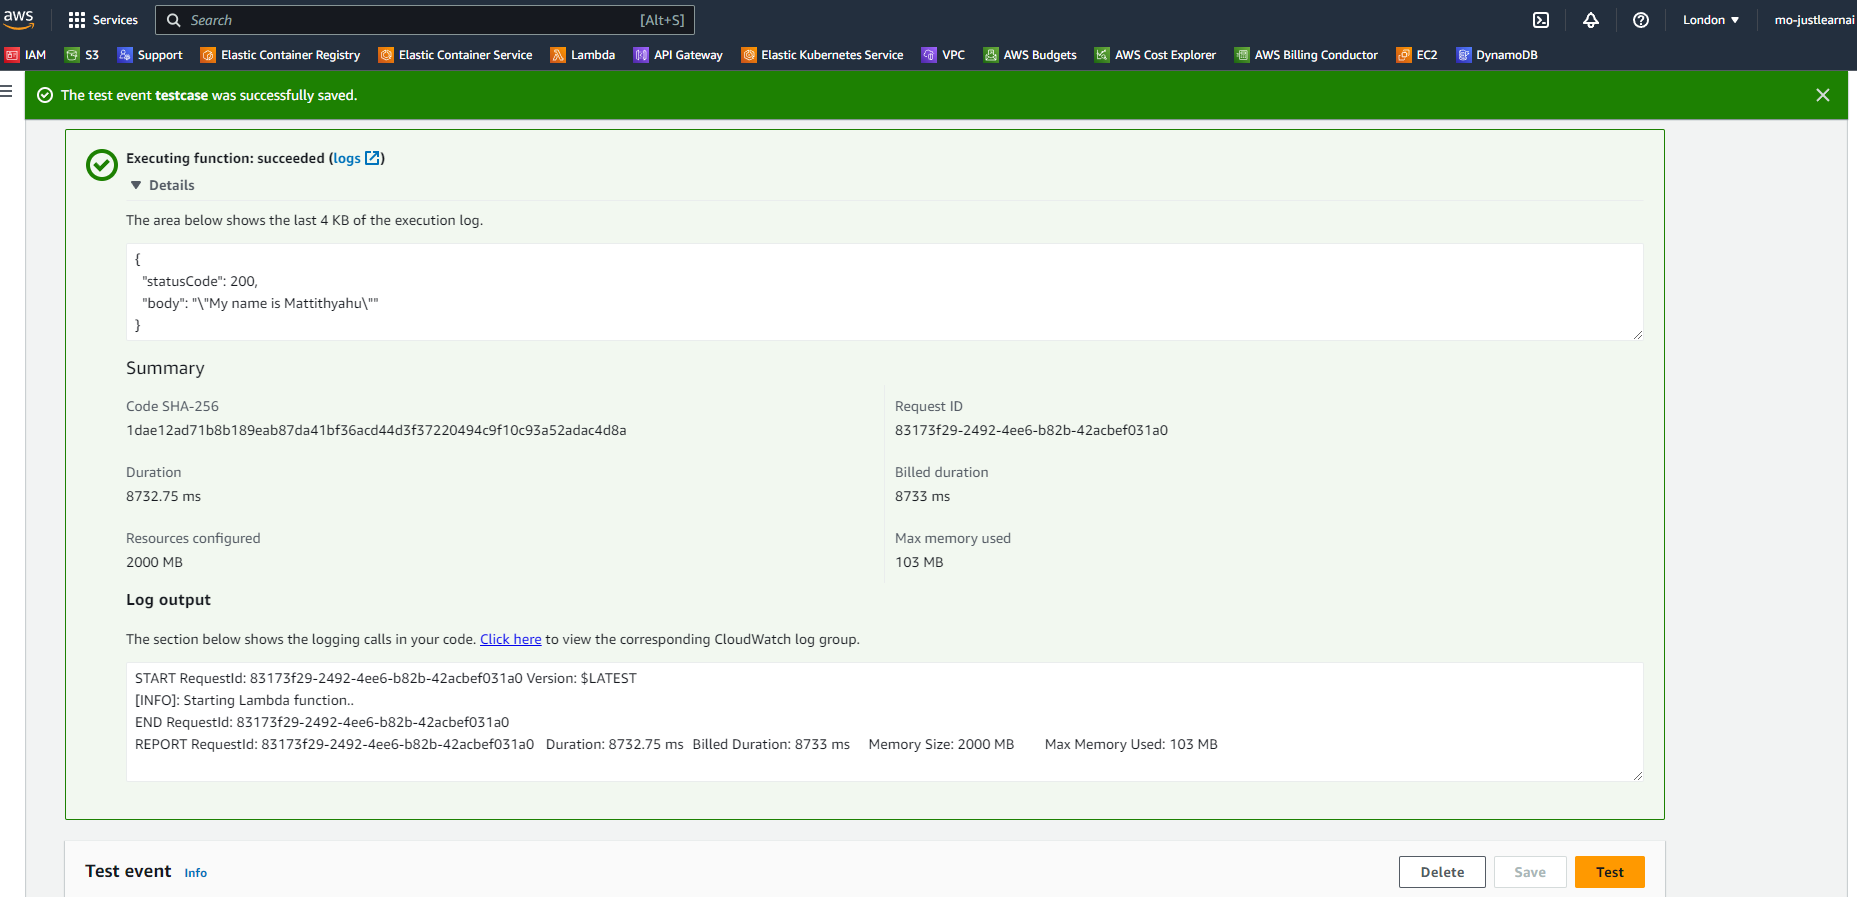 aws Services Search [Alt+S] London ▼ mo-justlearnai
IAM S3 Support Elastic Container Registry Elastic Container Service Lambda API Gateway Elastic Kubernetes Service VPC AWS Budgets AWS Cost Explorer AWS Billing Conductor EC2 DynamoDB
The test event testcase was successfully saved.
Executing function: succeeded (logs)
▼ Details
The area below shows the last 4 KB of the execution log.
{
"statusCode": 200,
"body": "\"My name is Mattithyahu\""
}
Summary
Code SHA-256
1dae12ad71b8b189eab87da41bf36acd44d3f37220494c9f10c93a52adac4d8a
Request ID
83173f29-2492-4ee6-b82b-42acbef031a0
Duration
8732.75 ms
Billed duration
8733 ms
Resources configured
2000 MB
Max memory used
103 MB
Log output
The section below shows the logging calls in your code. Click here to view the corresponding CloudWatch log group.
START RequestId: 83173f29-2492-4ee6-b82b-42acbef031a0 Version: $LATEST
[INFO]: Starting Lambda function..
END RequestId: 83173f29-2492-4ee6-b82b-42acbef031a0
REPORT RequestId: 83173f29-2492-4ee6-b82b-42acbef031a0 Duration: 8732.75 ms Billed Duration: 8733 ms Memory Size: 2000 MB Max Memory Used: 103 MB
Test event Info Delete Save Test